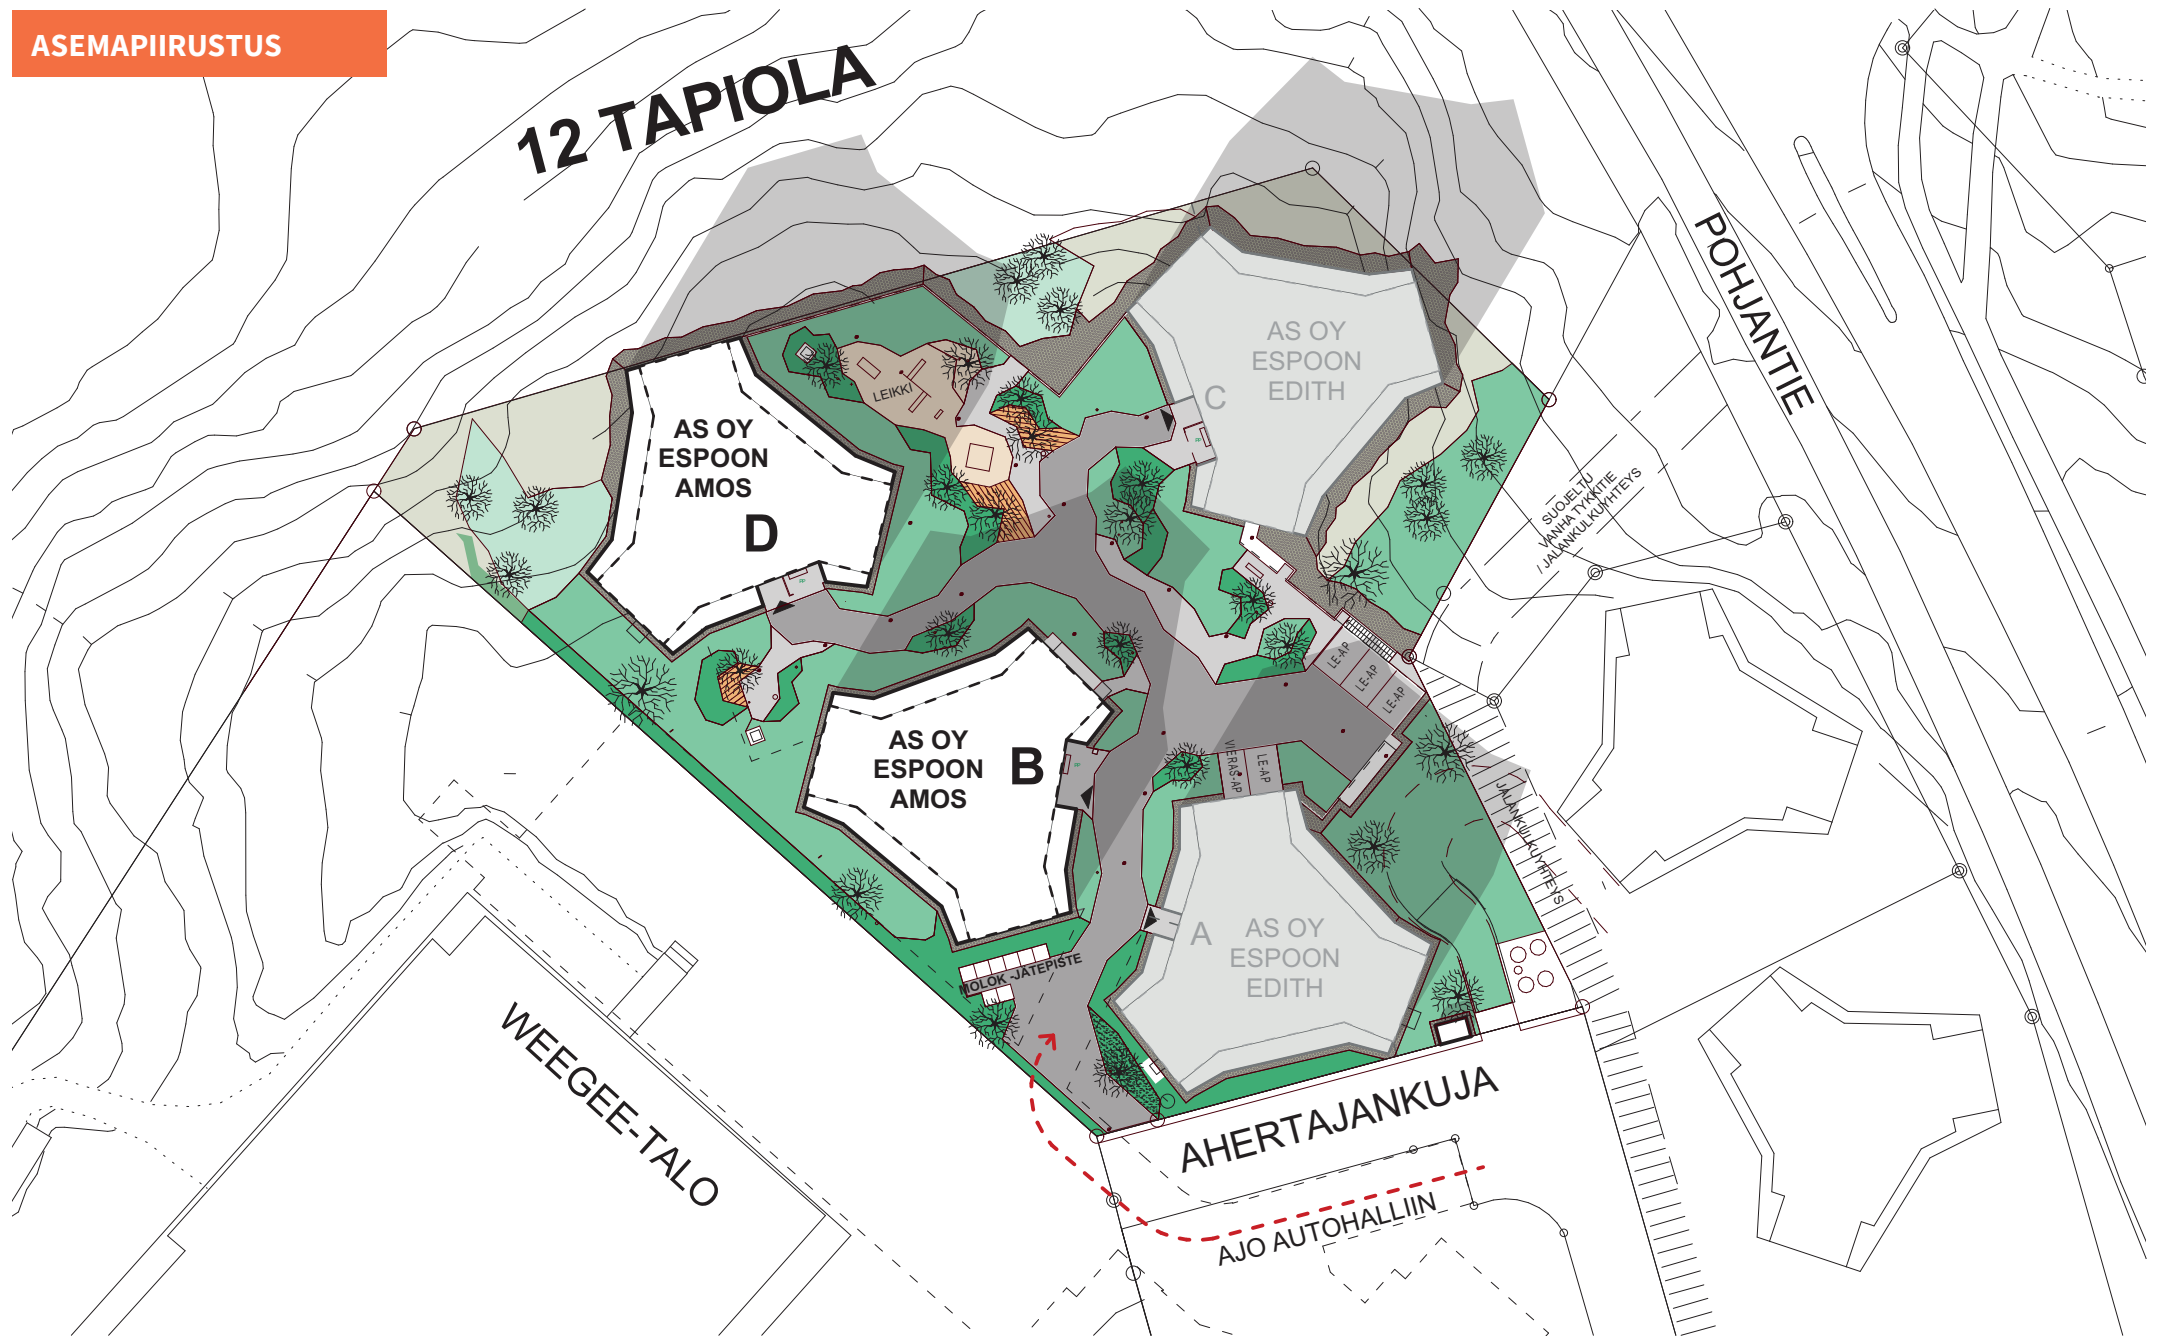 ASEMAPIIRUSTUS
12 TAPIOLA
POHJANTIE
AS OY
ESPOON
EDITH
C
LEIKKI
AS OY
ESPOON
AMOS
D
SUOJELTU
VANHA TYKKITIE
/ JALANKULKUYHTEYS
LE-AP
LE-AP
LE-AP
AS OY
ESPOON
AMOS
B
VIERAS-AP
LE-AP
JALANKULKUYHTEYS
A
AS OY
ESPOON
EDITH
MOLOK -JÄTEPISTE
WEEGEE-TALO
AHERTAJANKUJA
AJO AUTOHALLIIN